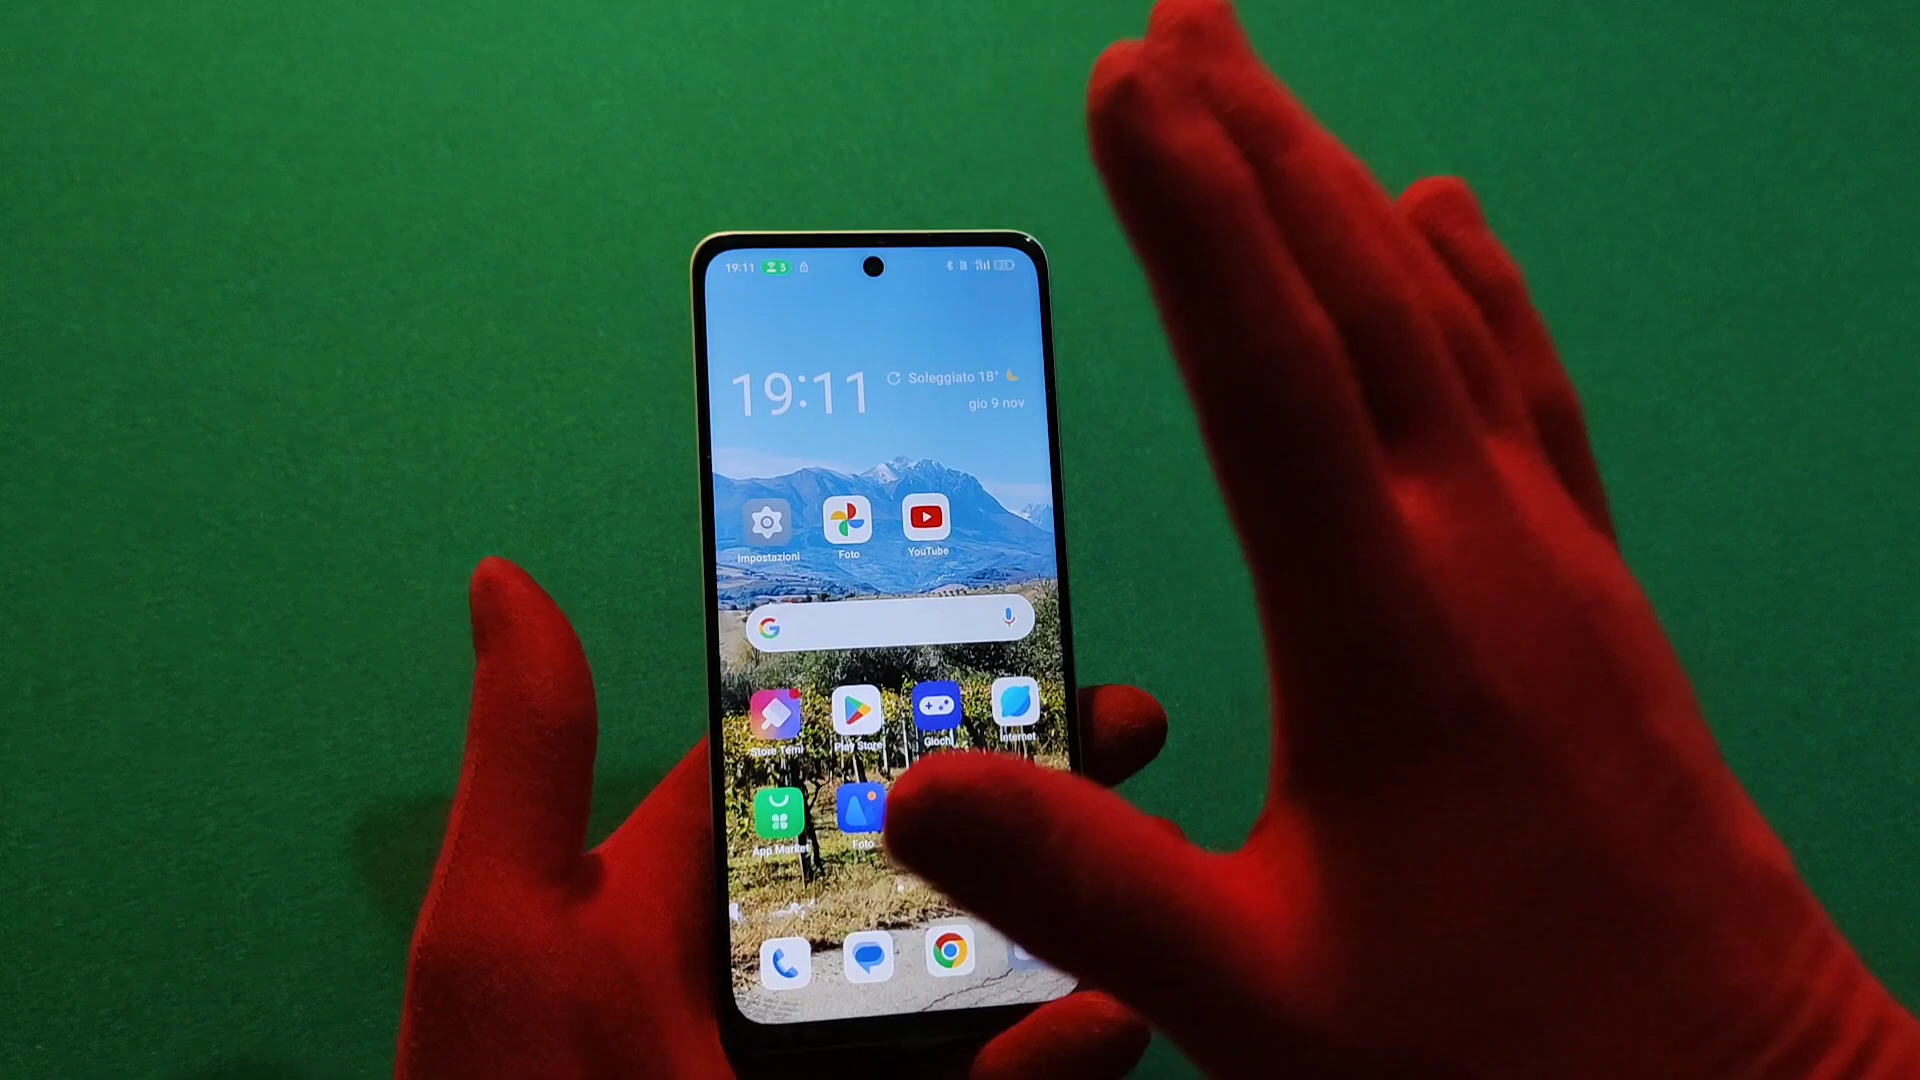 19:11 3
19:11
Soleggiato 18°
gio 9 nov
Impostazioni
Foto
YouTube
G
Store Temi
Play Store
Giochi
Internet
App Market
Foto